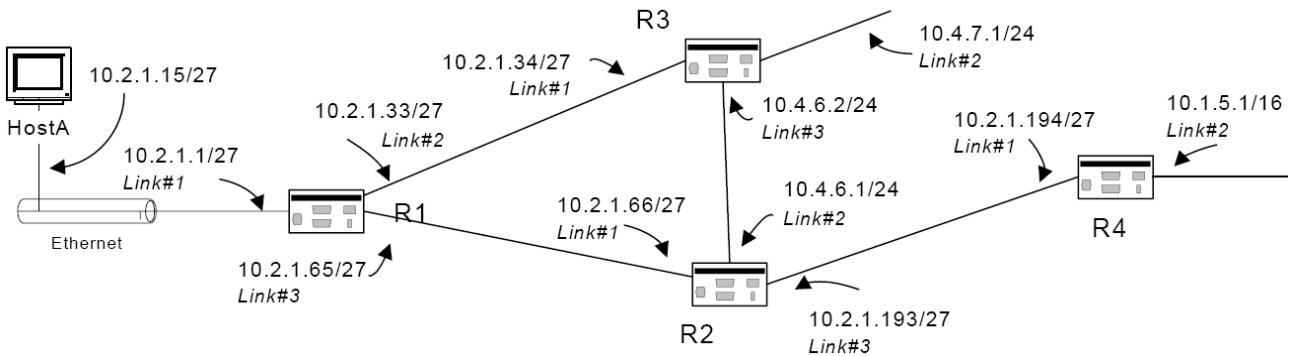 R3
10.4.7.1/24
Link#2
10.2.1.15/27
10.2.1.34/27
Link#1
HostA
10.2.1.33/27
Link#2
10.4.6.2/24
Link#3
10.2.1.194/27
Link#1
10.1.5.1/16
Link#2
10.2.1.1/27
Link#1
R1
10.2.1.66/27
Link#1
10.4.6.1/24
Link#2
R4
Ethernet
10.2.1.65/27
Link#3
R2
10.2.1.193/27
Link#3